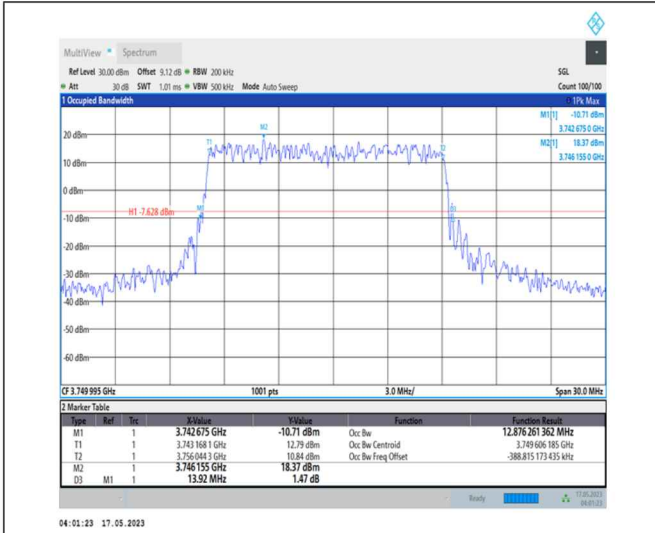 MultiView Spectrum
Ref Level 30.00 dBm Offset 9.12 dB RBW 200 kHz SGL
Att 30 dB SWT 1.01 ms VBW 500 kHz Mode Auto Sweep Count 100/100
1 Occupied Bandwidth 1Pk Max
M1[1] -10.71 dBm
3.742 675 0 GHz
M2[1] 18.37 dBm
3.746 155 0 GHz
M2
20 dBm
T1 T2
10 dBm
0 dBm
M1
H1 -7.628 dBm
-10 dBm
-20 dBm
-30 dBm
-40 dBm
-50 dBm
-60 dBm
CF 3.749 995 GHz 1001 pts 3.0 MHz/ Span 30.0 MHz
2 Marker Table
Type Ref Trc X-Value Y-Value Function Function Result
M1 1 3.742 675 GHz -10.71 dBm Occ Bw 12.876 261 362 MHz
T1 1 3.743 168 1 GHz 12.79 dBm Occ Bw Centroid 3.749 606 185 GHz
T2 1 3.756 044 3 GHz 10.84 dBm Occ Bw Freq Offset -388.815 173 435 kHz
M2 1 3.746 155 GHz 18.37 dBm
D3 M1 1 13.92 MHz 1.47 dB
Ready 17.05.2023
04:01:23
04:01:23 17.05.2023